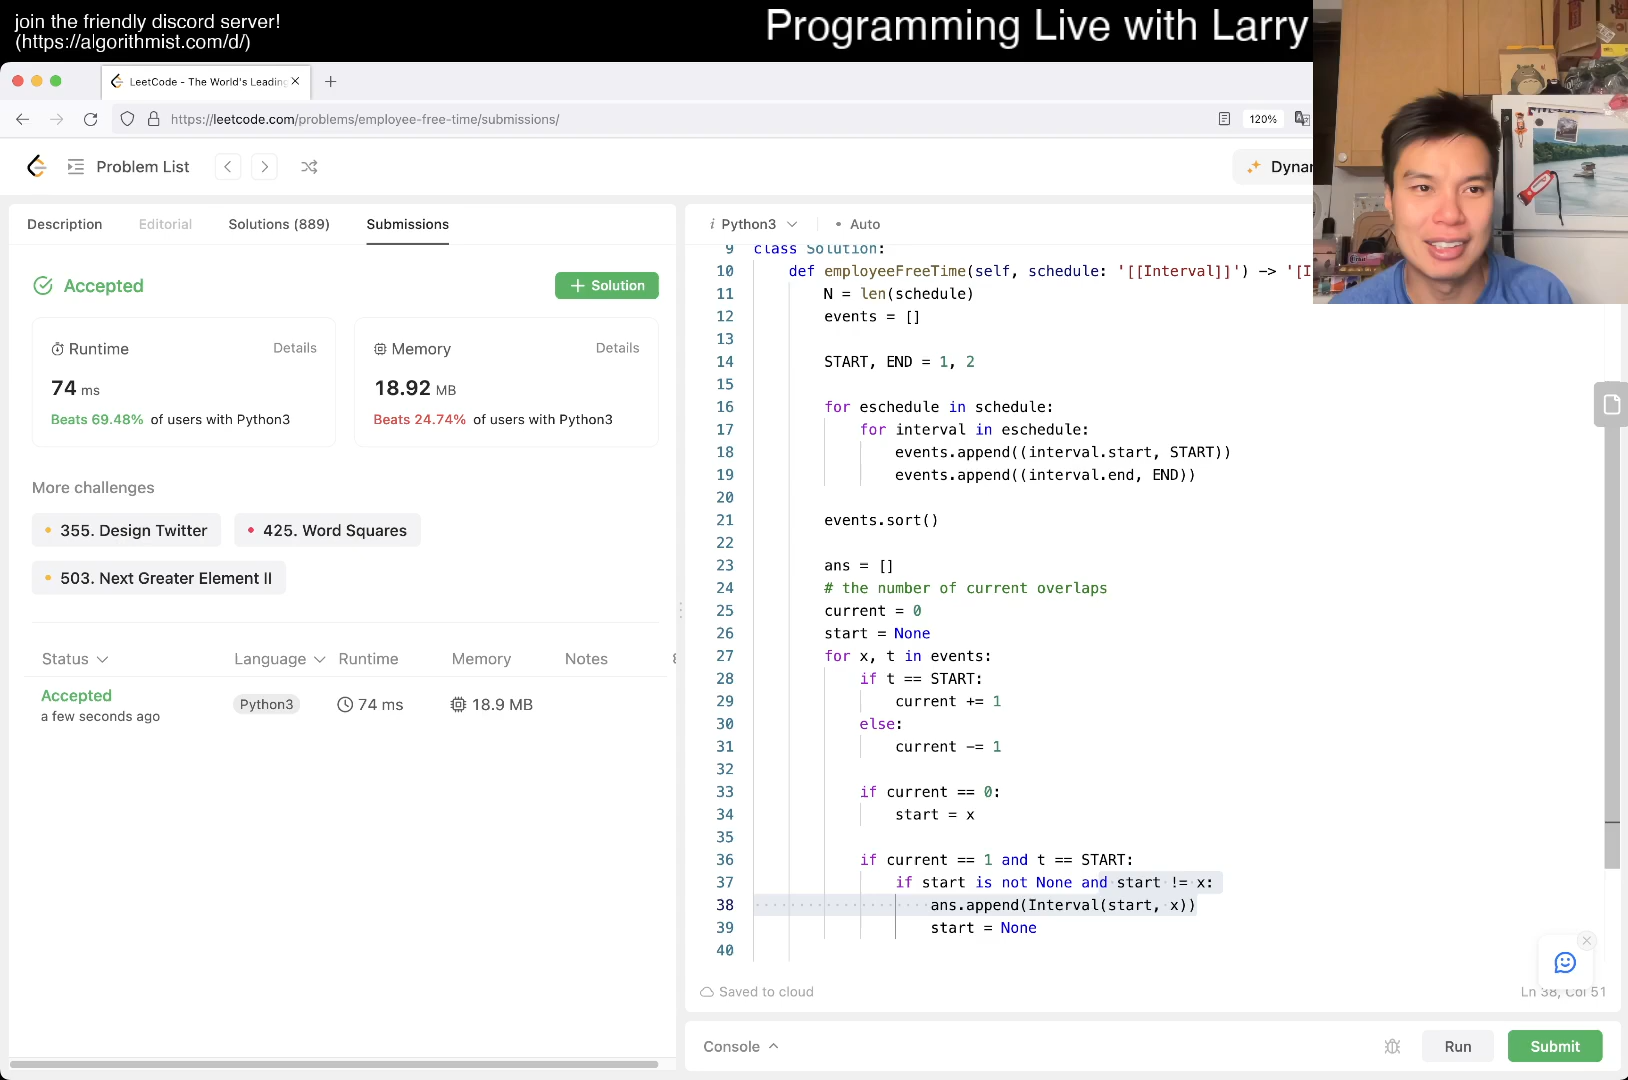 join the friendly discord server!
(https://algorithmist.com/d/)
Programming Live with Larry
LeetCode - The World's Leading
https://leetcode.com/problems/employee-free-time/submissions/
120%
Problem List
Dynam
Description
Editorial
Solutions (889)
Submissions
Accepted
Solution
Runtime
Details
74 ms
Beats 69.48% of users with Python3
Memory
Details
18.92 MB
Beats 24.74% of users with Python3
More challenges
355. Design Twitter
425. Word Squares
503. Next Greater Element II
Status
Language
Runtime
Memory
Notes
Accepted
a few seconds ago
Python3
74 ms
18.9 MB
i Python3
• Auto
9 class Solution:
10 def employeeFreeTime(self, schedule: '[[Interval]]') -> '[I
11 N = len(schedule)
12 events = []
13
14 START, END = 1, 2
15
16 for eschedule in schedule:
17 for interval in eschedule:
18 events.append((interval.start, START))
19 events.append((interval.end, END))
20
21 events.sort()
22
23 ans = []
24 # the number of current overlaps
25 current = 0
26 start = None
27 for x, t in events:
28 if t == START:
29 current += 1
30 else:
31 current -= 1
32
33 if current == 0:
34 start = x
35
36 if current == 1 and t == START:
37 if start is not None and start != x:
38 ans.append(Interval(start, x))
39 start = None
40
Saved to cloud
Ln 38, Col 51
Console
Run
Submit